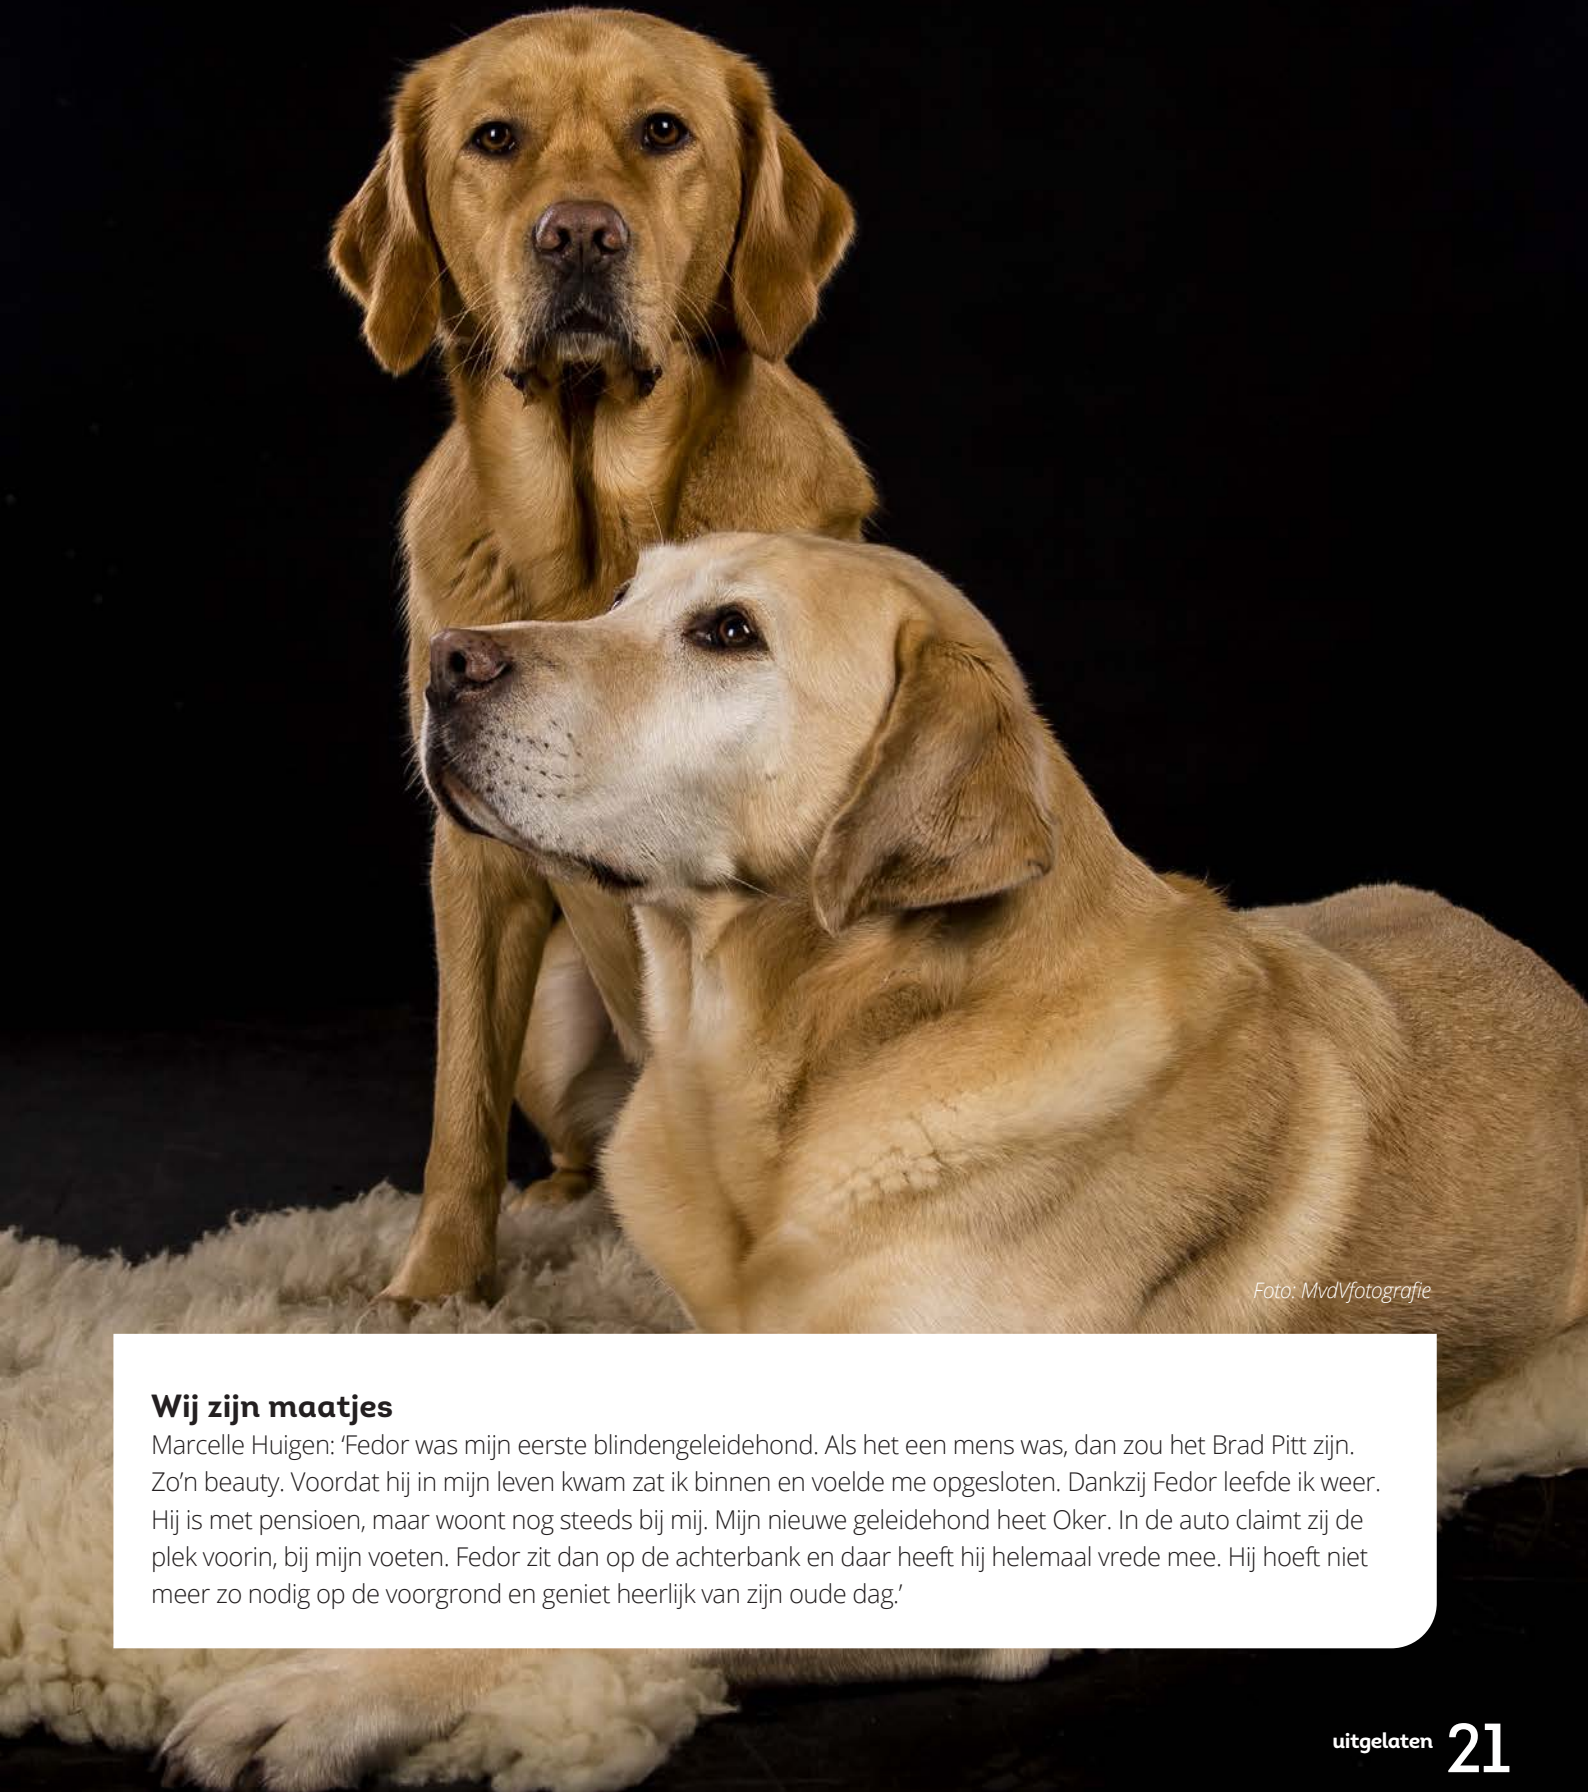 Foto: MvdVfotografie
Wij zijn maatjes
Marcelle Huigen: ‘Fedor was mijn eerste blindengeleidehond. Als het een mens was, dan zou het Brad Pitt zijn.
Zo’n beauty. Voordat hij in mijn leven kwam zat ik binnen en voelde me opgesloten. Dankzij Fedor leefde ik weer.
Hij is met pensioen, maar woont nog steeds bij mij. Mijn nieuwe geleidehond heet Oker. In de auto claimt zij de
plek voorin, bij mijn voeten. Fedor zit dan op de achterbank en daar heeft hij helemaal vrede mee. Hij hoeft niet
meer zo nodig op de voorgrond en geniet heerlijk van zijn oude dag.’
uitgelaten 21